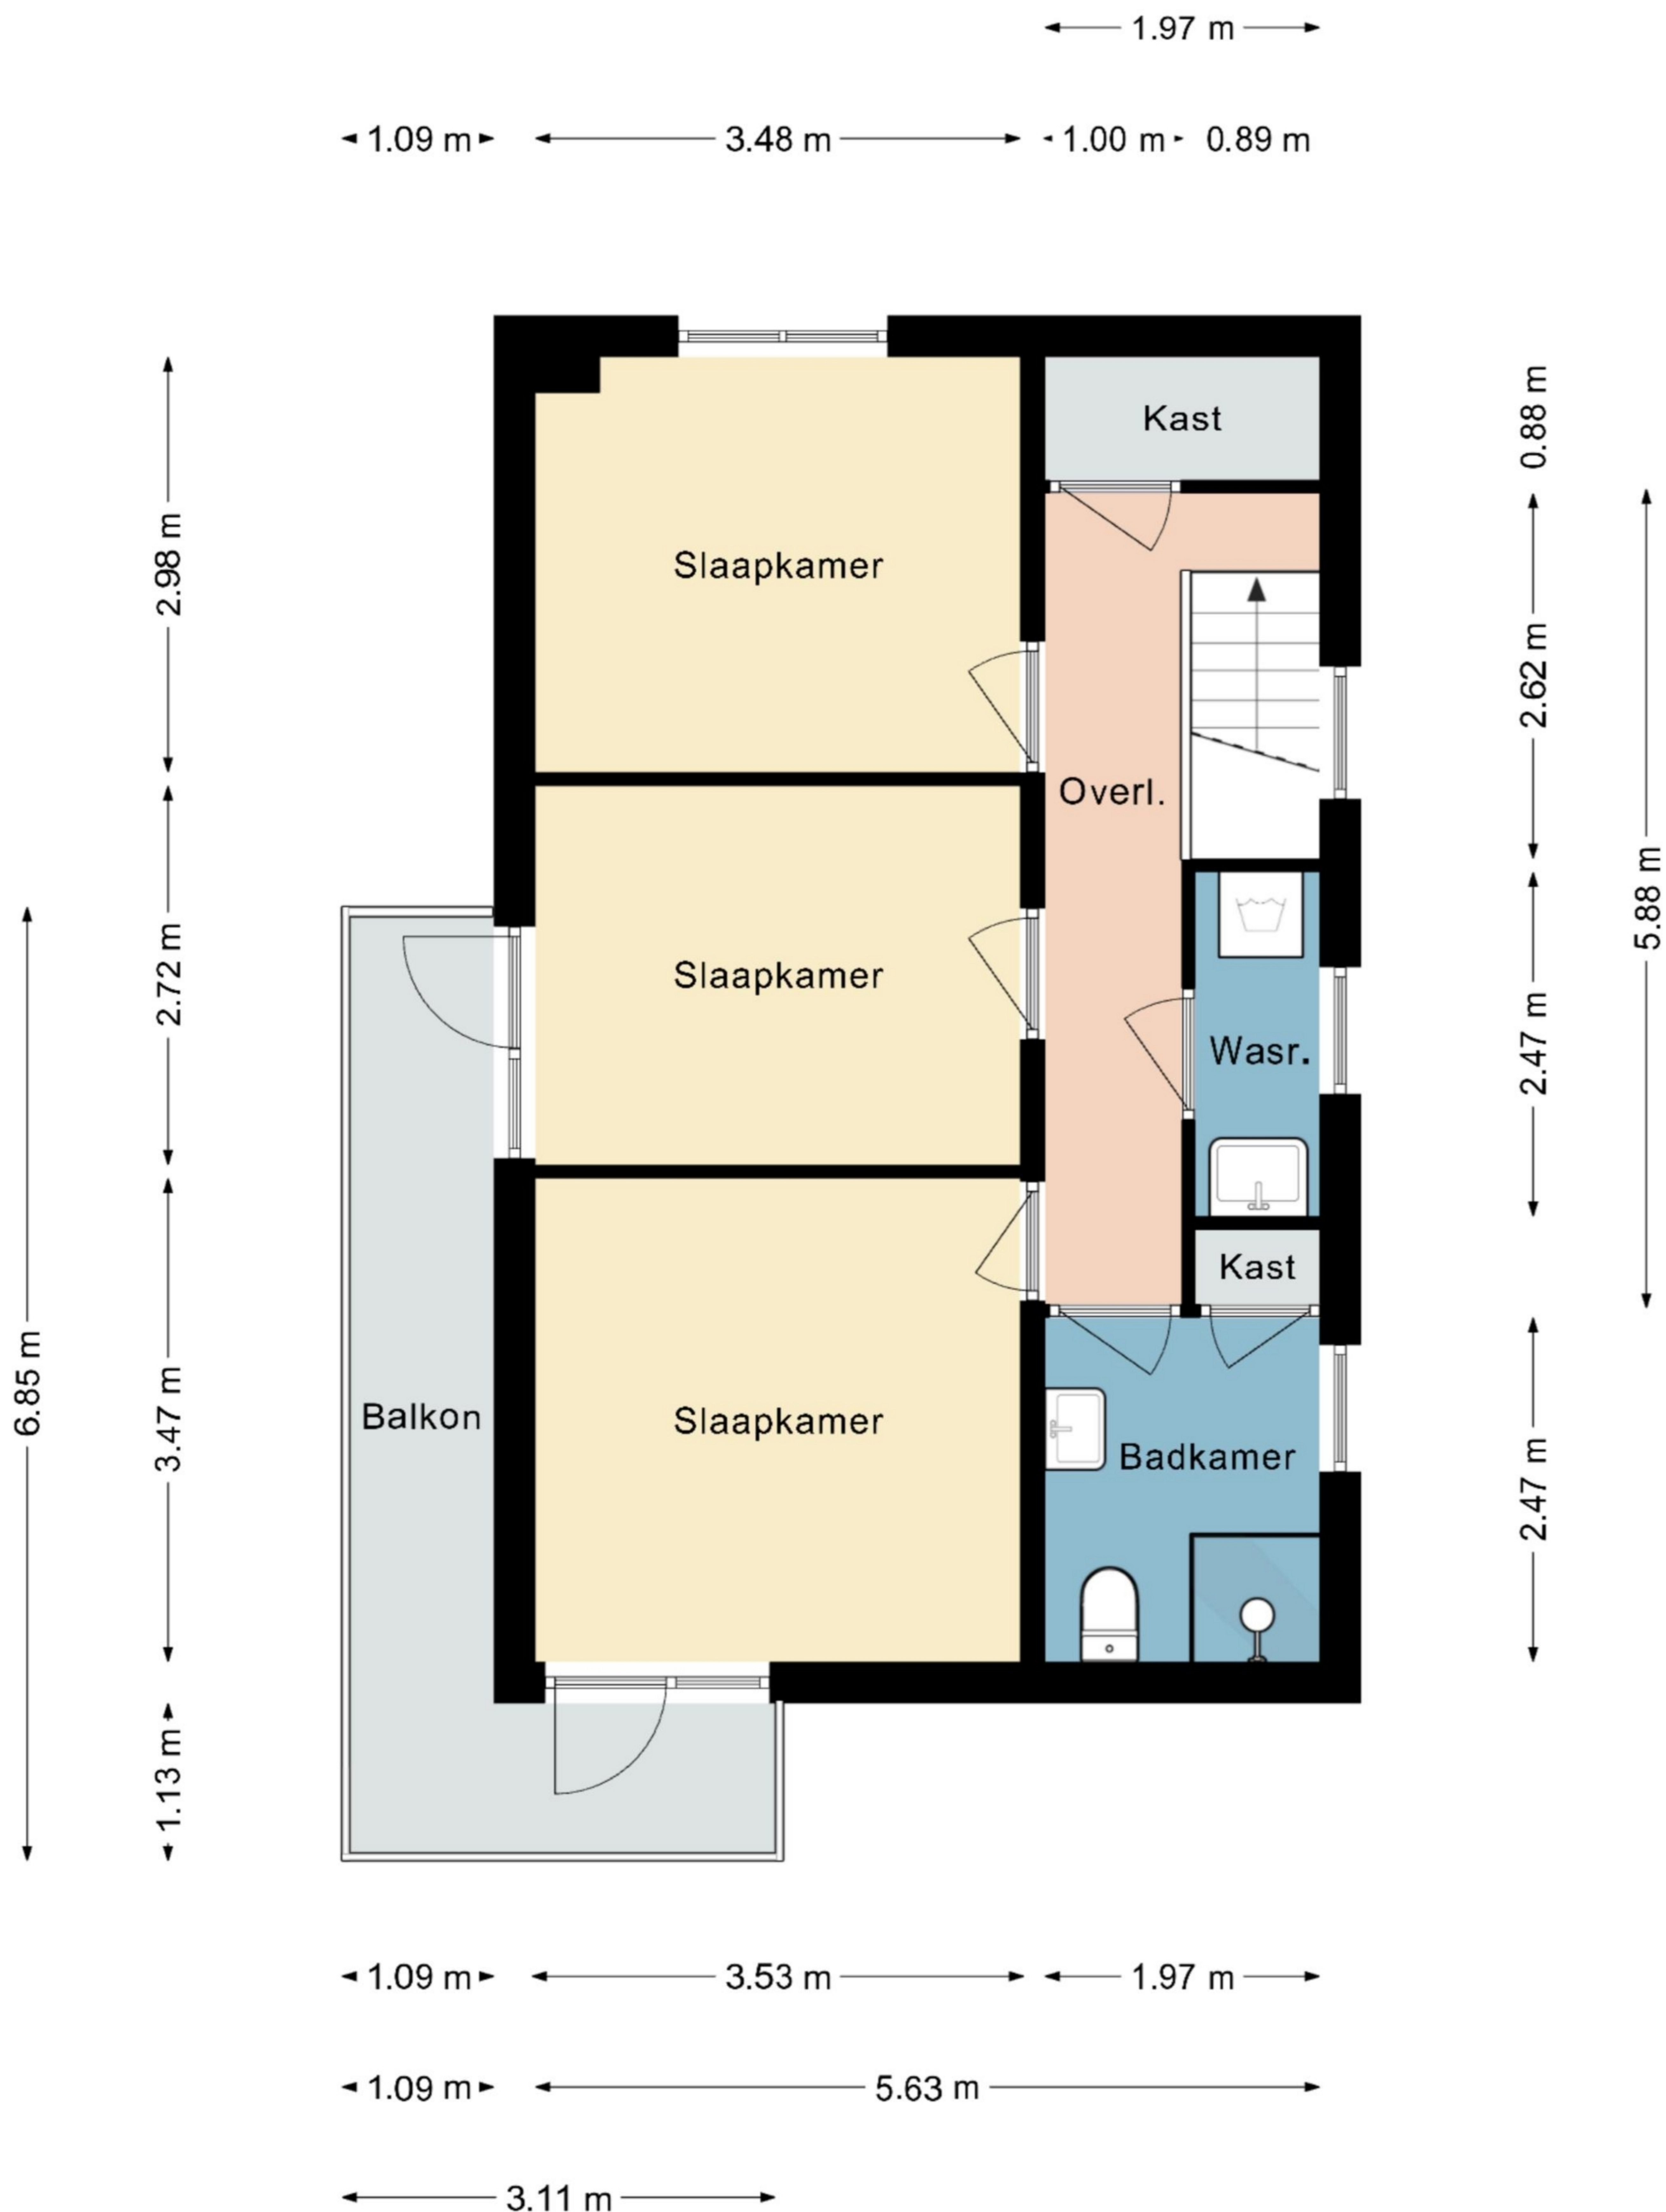 1.97 m
1.09 m
3.48 m
1.00 m
0.89 m
Kast
0.88 m
Slaapkamer
2.98 m
2.62 m
Overl.
5.88 m
Slaapkamer
2.72 m
Wasr.
2.47 m
Kast
6.85 m
Balkon
3.47 m
Slaapkamer
Badkamer
2.47 m
1.13 m
1.09 m
3.53 m
1.97 m
1.09 m
5.63 m
3.11 m